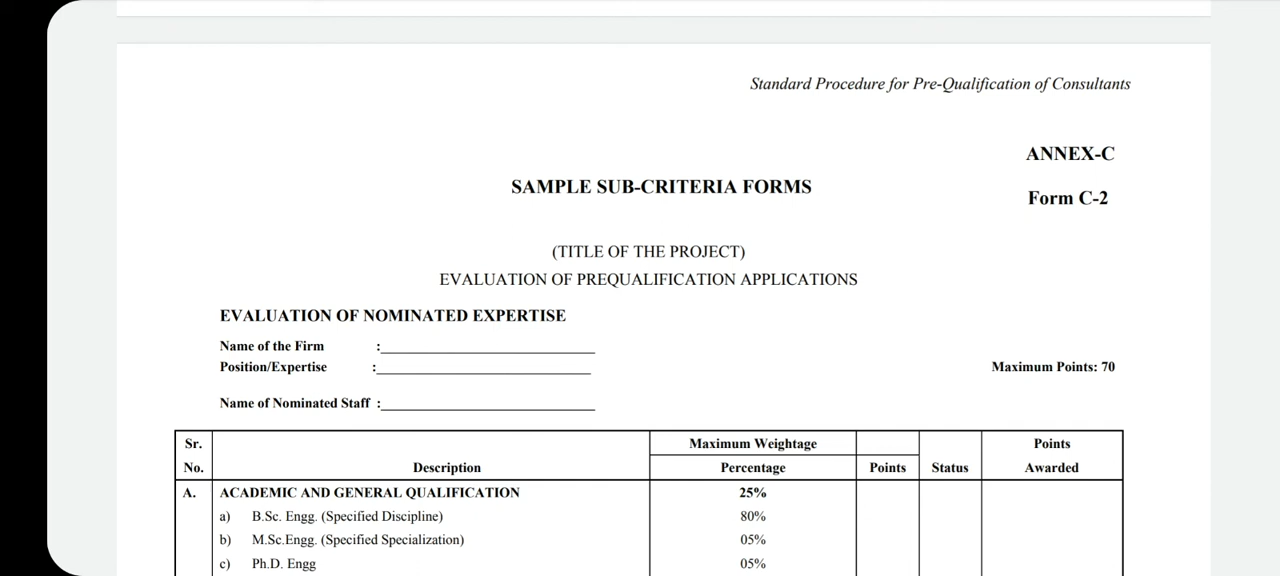 Standard Procedure for Pre-Qualification of Consultants
ANNEX-C
SAMPLE SUB-CRITERIA FORMS
Form C-2
(TITLE OF THE PROJECT)
EVALUATION OF PREQUALIFICATION APPLICATIONS
EVALUATION OF NOMINATED EXPERTISE
Name of the Firm :
Position/Expertise : Maximum Points: 70
Name of Nominated Staff :
Sr. Maximum Weightage Points
No. Description Percentage Points Status Awarded
A. ACADEMIC AND GENERAL QUALIFICATION 25%
a) B.Sc. Engg. (Specified Discipline) 80%
b) M.Sc.Engg. (Specified Specialization) 05%
c) Ph.D. Engg 05%